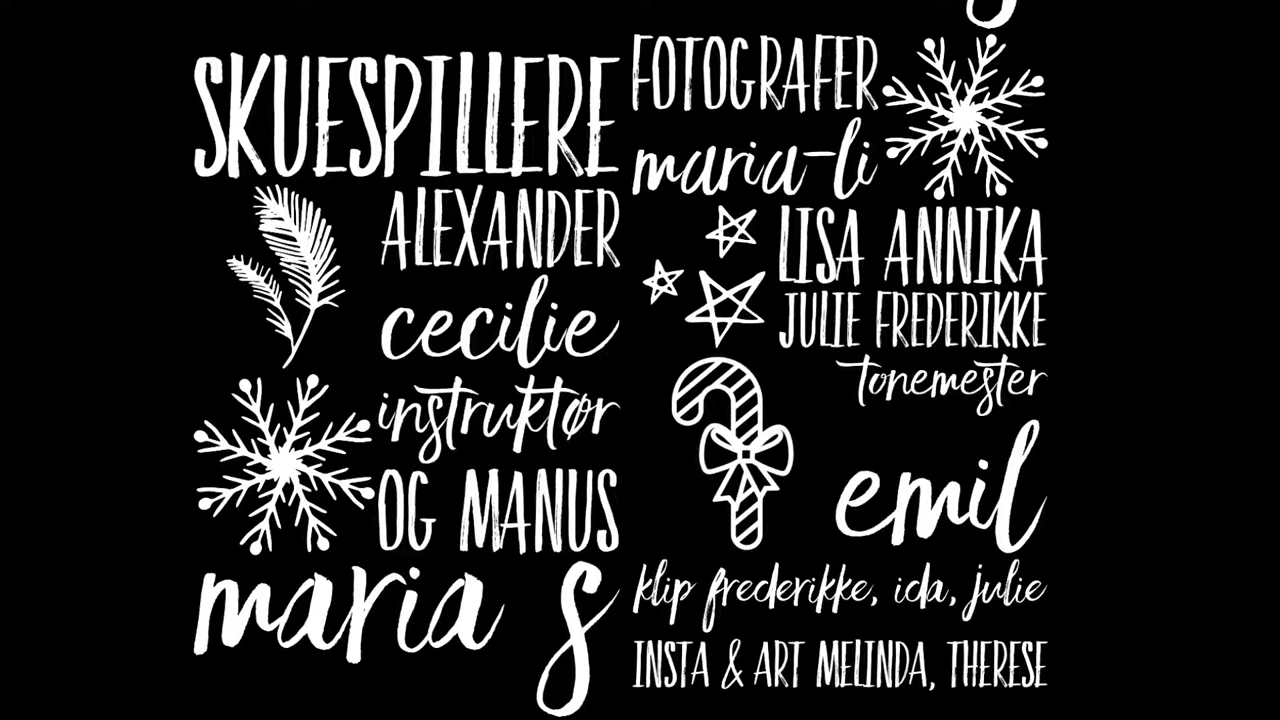 SKUESPILLERE
ALEXANDER
cecilie
instruktør
OG MANUS
maria s
FOTOGRAFER
maria-li
LISA ANNIKA
JULIE FREDERIKKE
tonemester
emil
klip frederikke, ida, julie
INSTA & ART MELINDA, THERESE